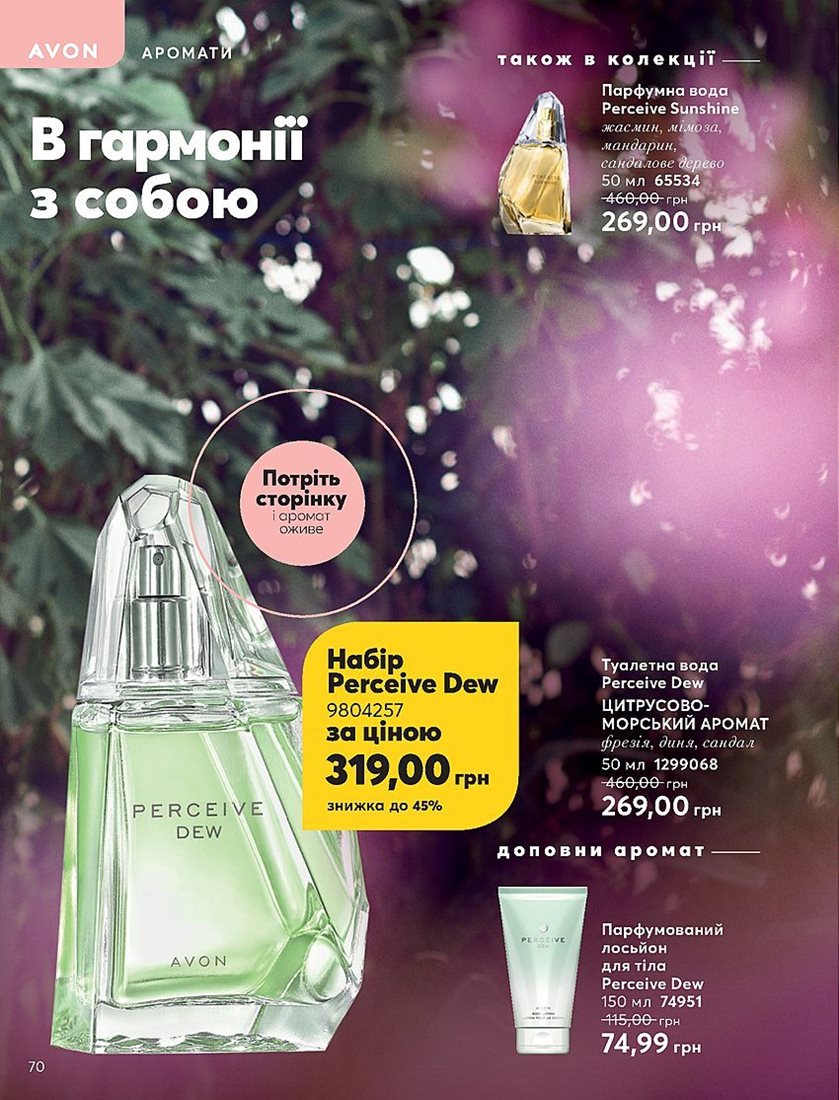 AVON
АРОМАТИ
В гармонії
з собою
також в колекції
Парфумна вода
Perceive Sunshine
жасмин, мімоза,
мандарин,
сандалове дерево
50 мл 65534
460,00 грн
269,00 грн
PERCEIVE
Потріть
сторінку
і аромат
оживе
Набір
Perceive Dew
9804257
за ціною
319,00 грн
знижка до 45%
PERCEIVE
DEW
AVON
Туалетна вода
Perceive Dew
ЦИТРУСОВО-
МОРСЬКИЙ АРОМАТ
фрезія, диня, сандал
50 мл 1299068
460,00 грн
269,00 грн
доповни аромат
PERCEIVE
DEW
AVON
Парфумований
лосьйон
для тіла
Perceive Dew
150 мл 74951
115,00 грн
74,99 грн
70